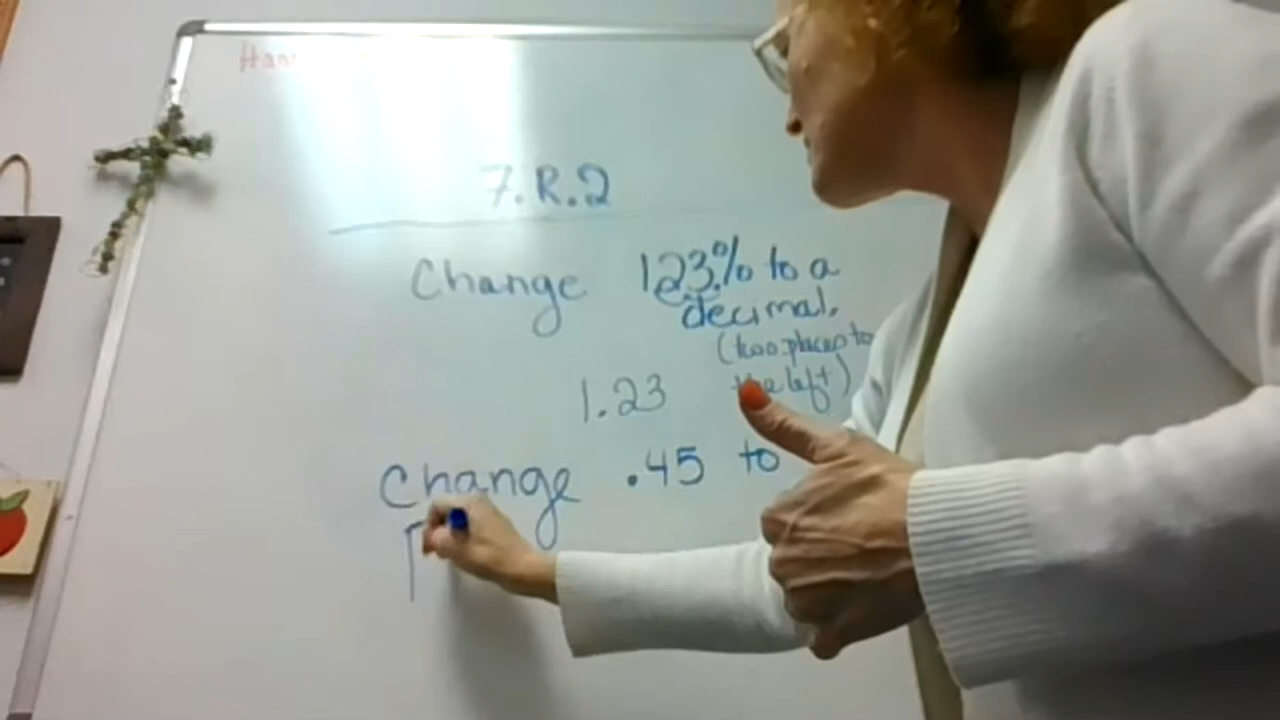 7.R.2
Change 123.% to a
decimal.
(two places to
the left)
1.23
Change .45 to